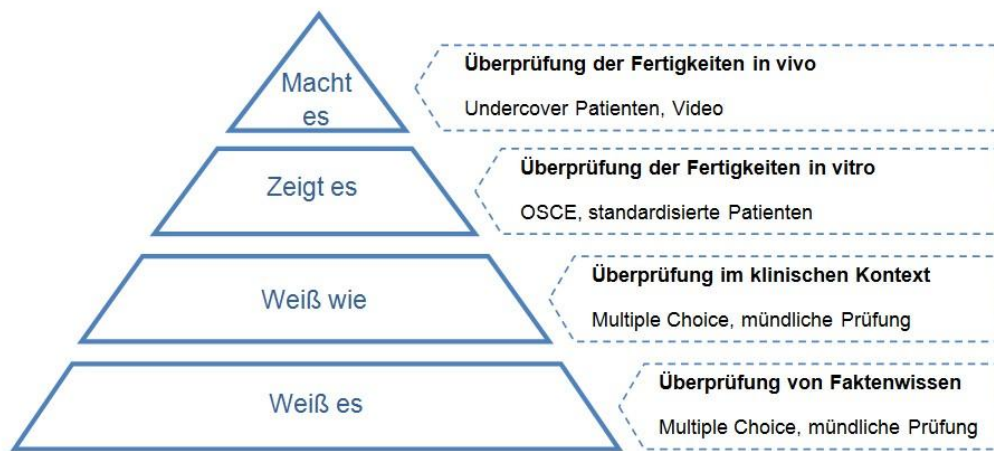 Macht
es
Überprüfung der Fertigkeiten in vivo
Undercover Patienten, Video
Zeigt es
Überprüfung der Fertigkeiten in vitro
OSCE, standardisierte Patienten
Weiß wie
Überprüfung im klinischen Kontext
Multiple Choice, mündliche Prüfung
Weiß es
Überprüfung von Faktenwissen
Multiple Choice, mündliche Prüfung